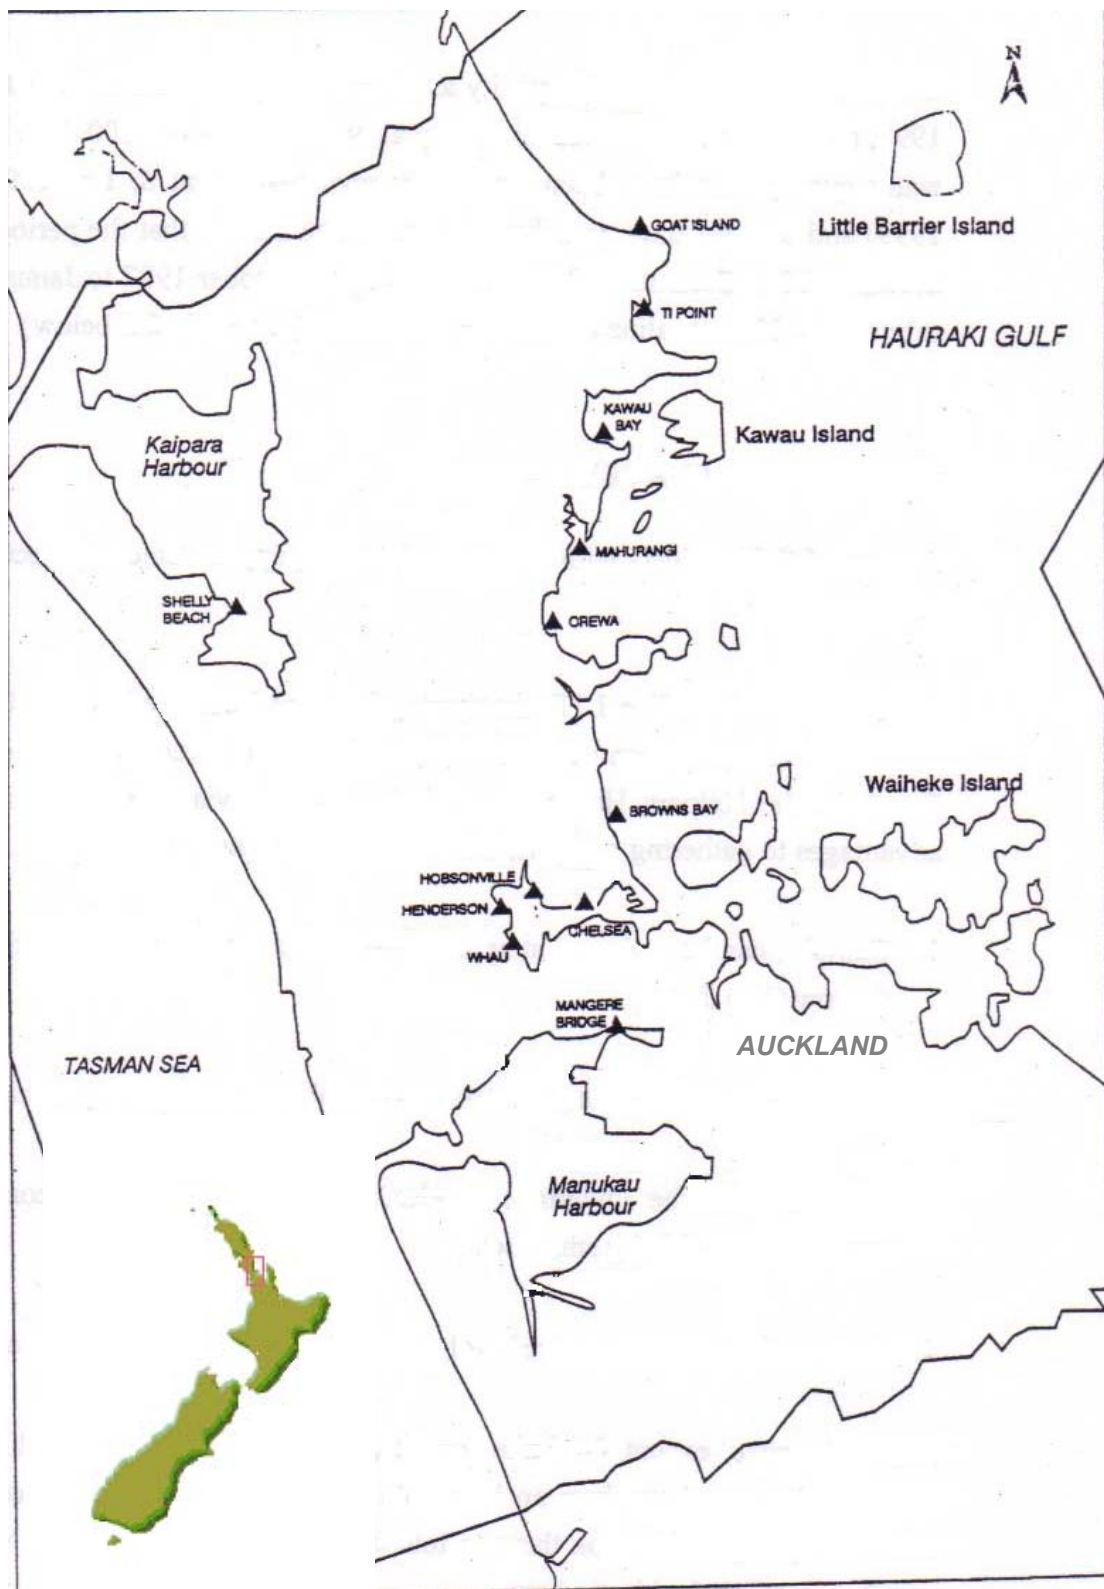 N
GOAT ISLAND
Little Barrier Island
TI POINT
HAURAKI GULF
KAWAU
BAY
Kawau Island
Kaipara
Harbour
MAHURANGI
SHELLY
BEACH
OREWA
Waiheke Island
BROWNS BAY
HOBSONVILLE
HENDERSON
CHELSEA
WHAU
MANGERE
BRIDGE
AUCKLAND
TASMAN SEA
Manukau
Harbour